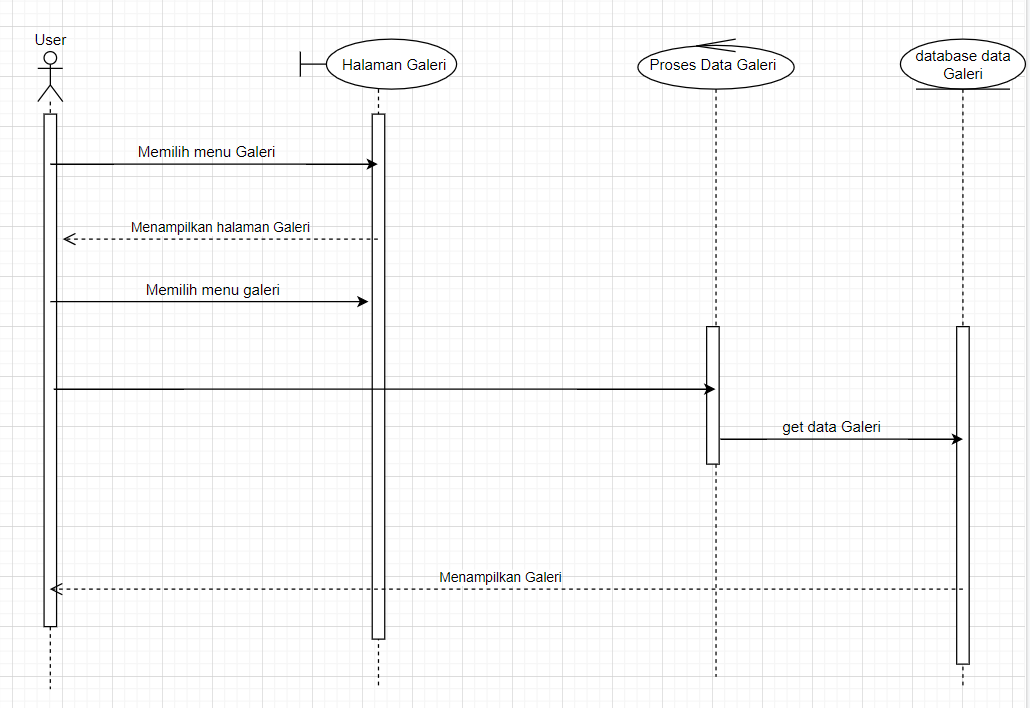 User
Halaman Galeri
Proses Data Galeri
database data
Galeri
Memilih menu Galeri
Menampilkan halaman Galeri
Memilih menu galeri
get data Galeri
Menampilkan Galeri